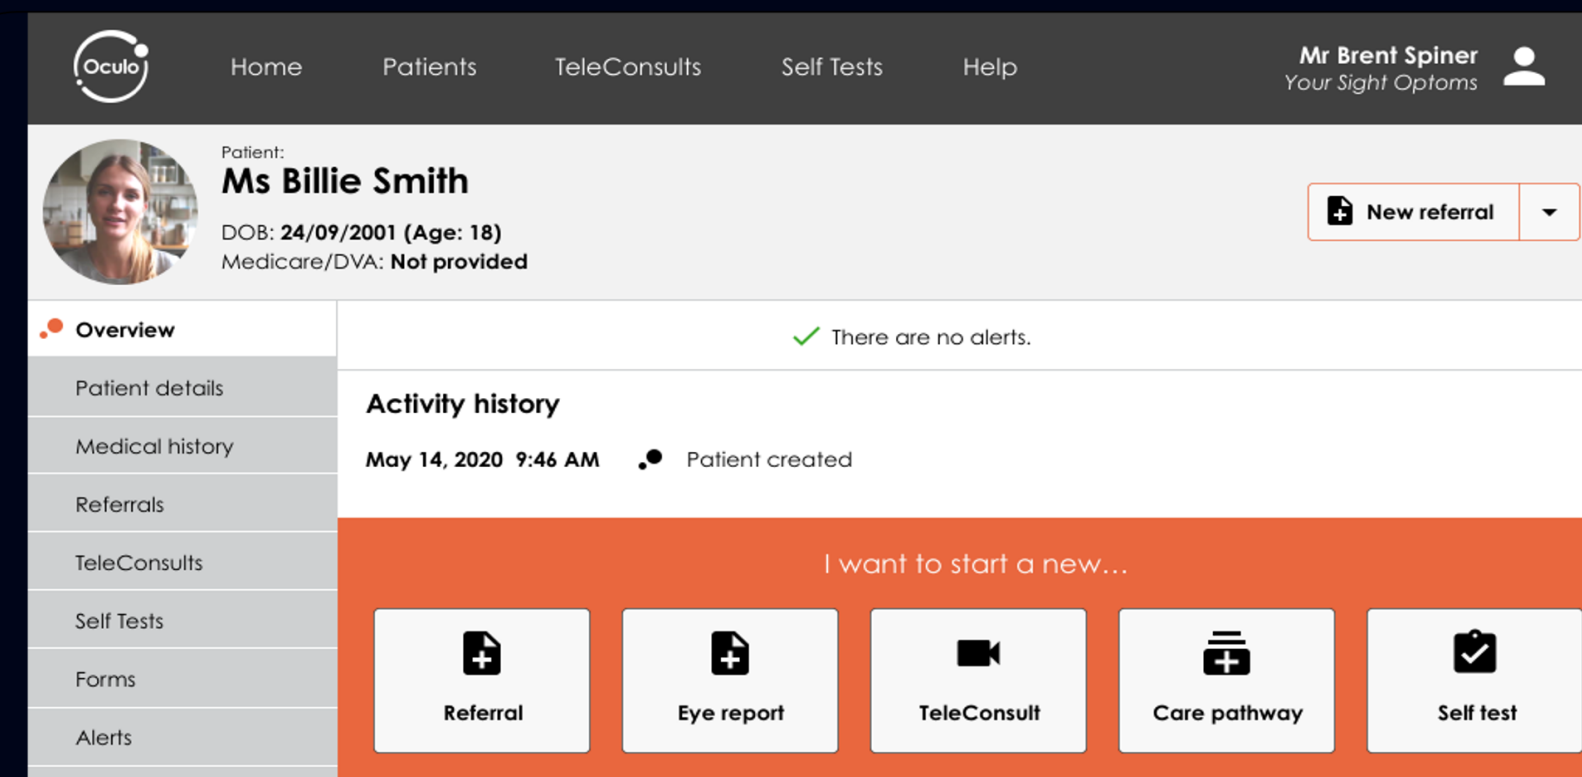 Oculo
Home
Patients
TeleConsults
Self Tests
Help
Mr Brent Spiner
Your Sight Optoms
Patient:
Ms Billie Smith
DOB: 24/09/2001 (Age: 18)
Medicare/DVA: Not provided
New referral
Overview
Patient details
Medical history
Referrals
TeleConsults
Self Tests
Forms
Alerts
There are no alerts.
Activity history
May 14, 2020 9:46 AM Patient created
I want to start a new...
Referral
Eye report
TeleConsult
Care pathway
Self test